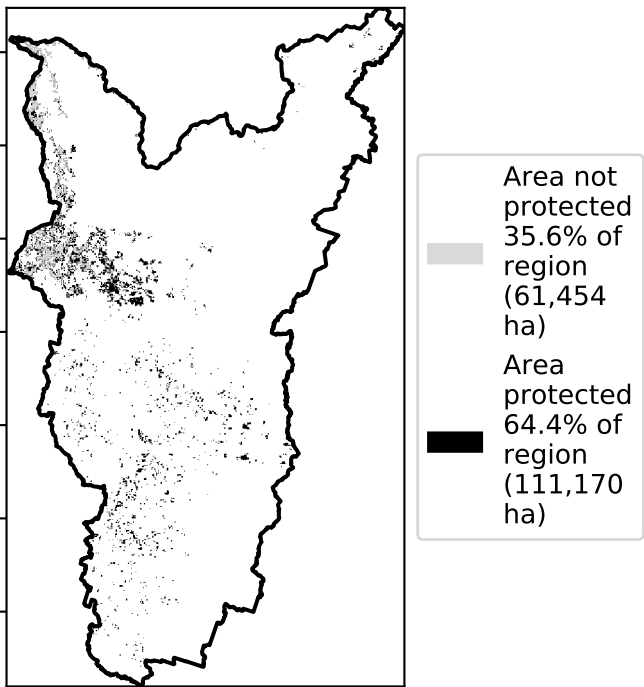 Area not
protected
35.6% of
region
(61,454
ha)
Area
protected
64.4% of
region
(111,170
ha)